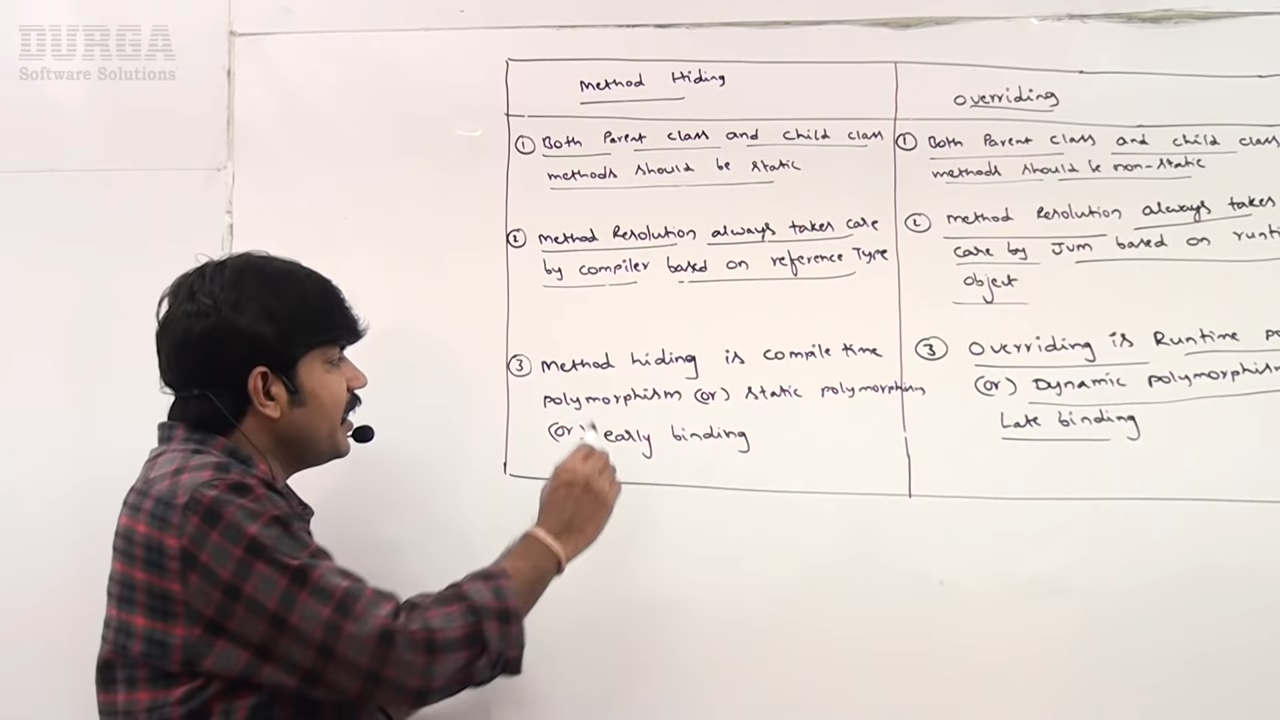 DURGA
Software Solutions
Method Hiding
① Both Parent class and child class
methods should be static
② Method Resolution always takes care
by compiler based on reference Type
③ Method hiding is compile time
polymorphism (or) static polymorphism
(or) early binding
Overriding
① Both Parent class and child class
methods should be non-static
② Method Resolution always takes
care by JVM based on
object
③ Overriding is Runtime
(or) Dynamic polymorphism
Late binding